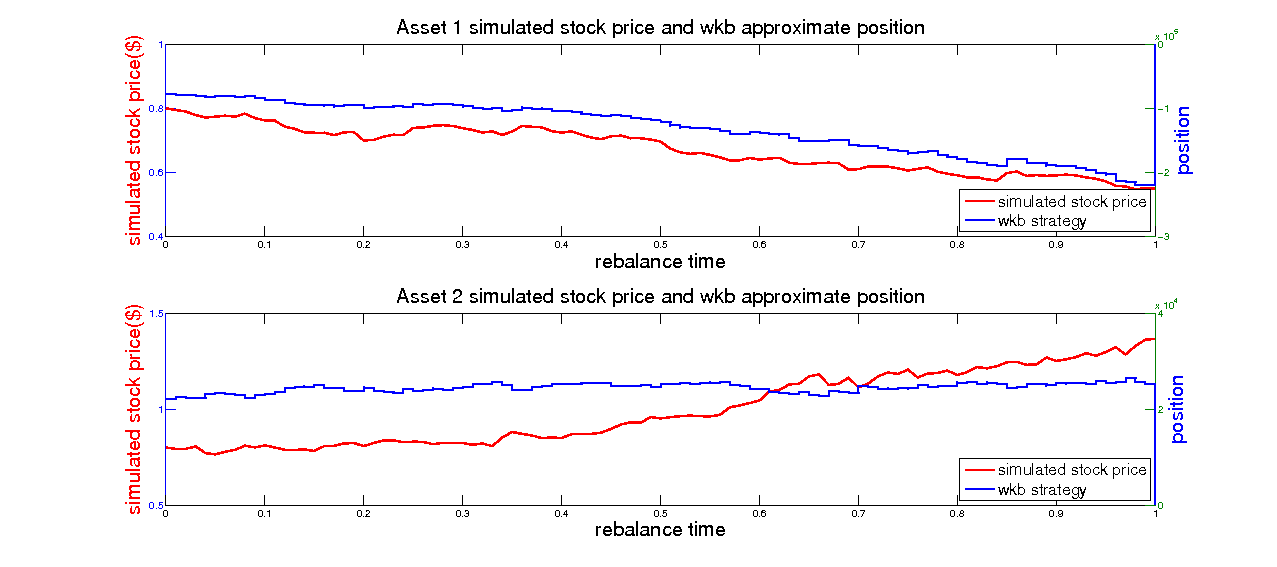 Asset 1 simulated stock price and wkb approximate position
x 10^5
simulated stock price($)
1
0.8
0.6
0.4
0
-1
-2
-3
position
simulated stock price
wkb strategy
0 0.1 0.2 0.3 0.4 0.5 0.6 0.7 0.8 0.9 1
rebalance time
Asset 2 simulated stock price and wkb approximate position
x 10^4
simulated stock price($)
1.5
1
0.5
4
2
0
position
simulated stock price
wkb strategy
0 0.1 0.2 0.3 0.4 0.5 0.6 0.7 0.8 0.9 1
rebalance time